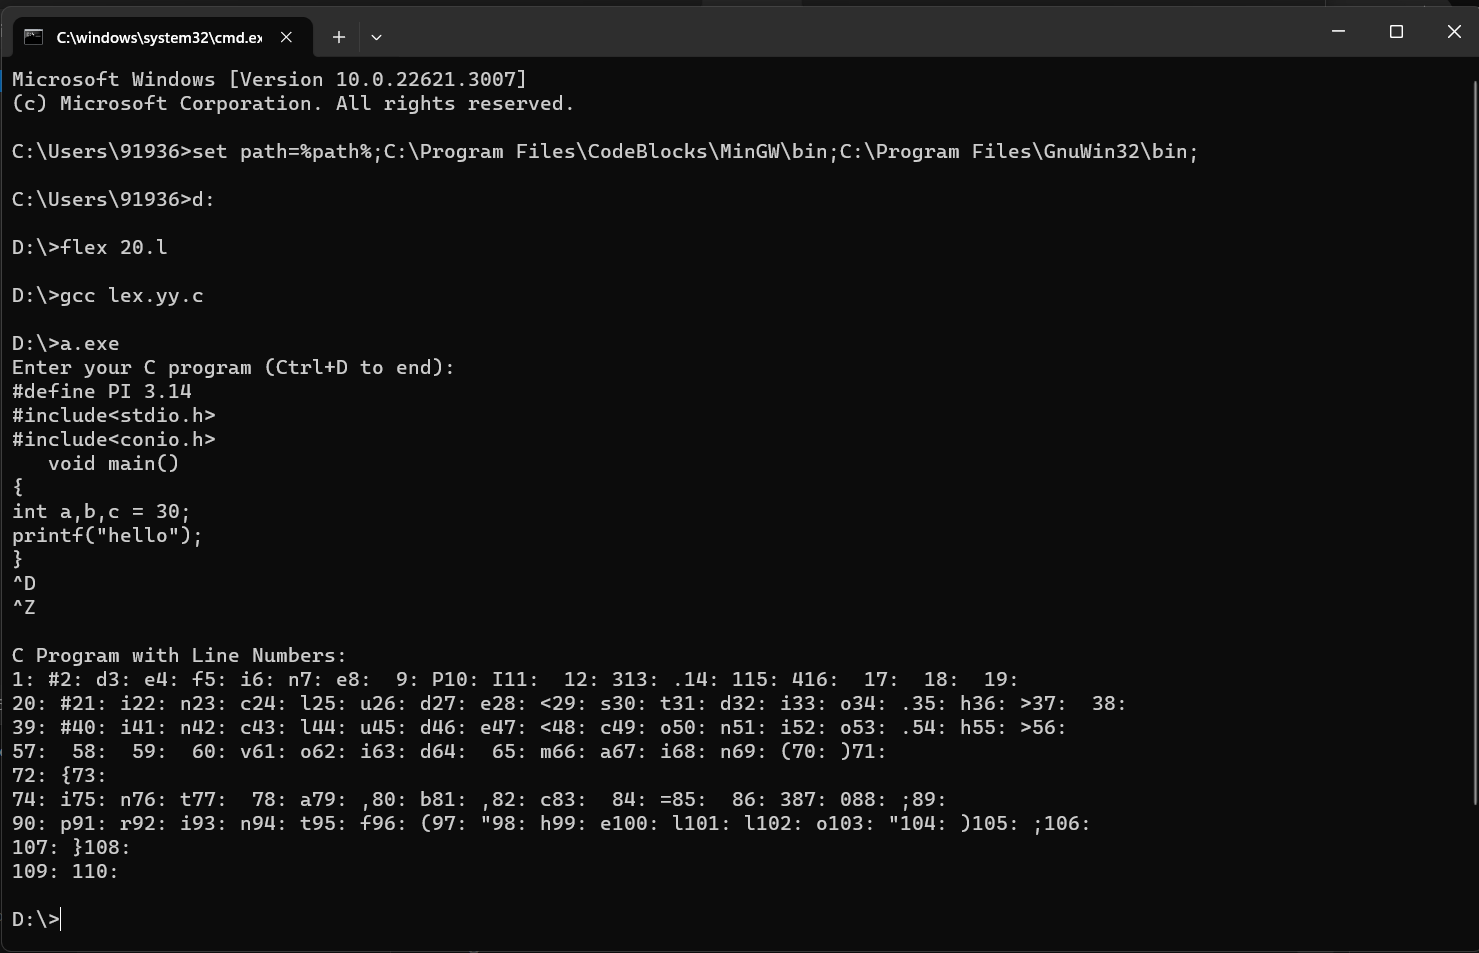 C:\windows\system32\cmd.ex
Microsoft Windows [Version 10.0.22621.3007]
(c) Microsoft Corporation. All rights reserved.
C:\Users\91936>set path=%path%;C:\Program Files\CodeBlocks\MinGW\bin;C:\Program Files\GnuWin32\bin;
C:\Users\91936>d:
D:\>flex 20.l
D:\>gcc lex.yy.c
D:\>a.exe
Enter your C program (Ctrl+D to end):
#define PI 3.14
#include<stdio.h>
#include<conio.h>
   void main()
{
int a,b,c = 30;
printf("hello");
}
^D
^Z
C Program with Line Numbers:
1: #2: d3: e4: f5: i6: n7: e8:  9: P10: I11:  12: 313: .14: 115: 416:  17:  18:  19:
20: #21: i22: n23: c24: l25: u26: d27: e28: <29: s30: t31: d32: i33: o34: .35: h36: >37:  38:
39: #40: i41: n42: c43: l44: u45: d46: e47: <48: c49: o50: n51: i52: o53: .54: h55: >56:
57:  58:  59:  60: v61: o62: i63: d64:  65: m66: a67: i68: n69: (70: )71:
72: {73:
74: i75: n76: t77:  78: a79: ,80: b81: ,82: c83:  84: =85:  86: 387: 088: ;89:
90: p91: r92: i93: n94: t95: f96: (97: "98: h99: e100: l101: l102: o103: "104: )105: ;106:
107: }108:
109: 110:
D:\>